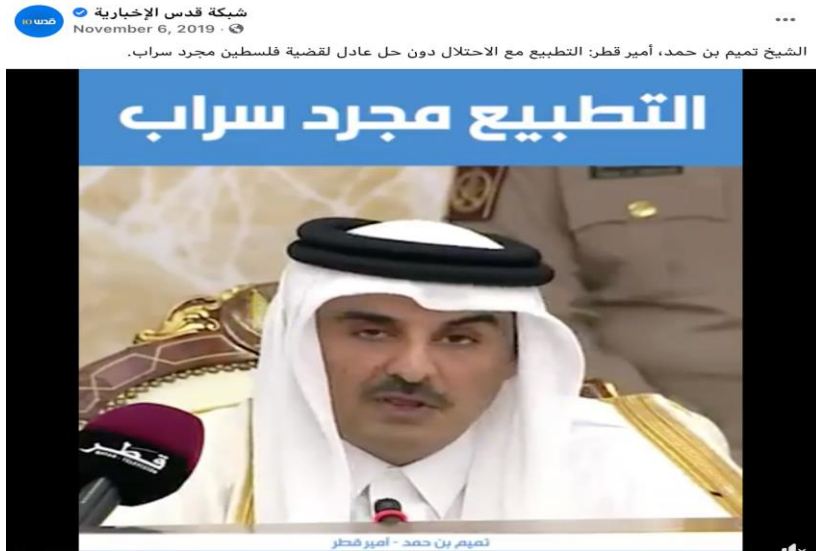 شبكة قدس الإخبارية
November 6, 2019 ·
الشيخ تميم بن حمد، أمير قطر: التطبيع مع الاحتلال دون حل عادل لقضية فلسطين مجرد سراب.
التطبيع مجرد سراب
قطر
تميم بن حمد - أمير قطر